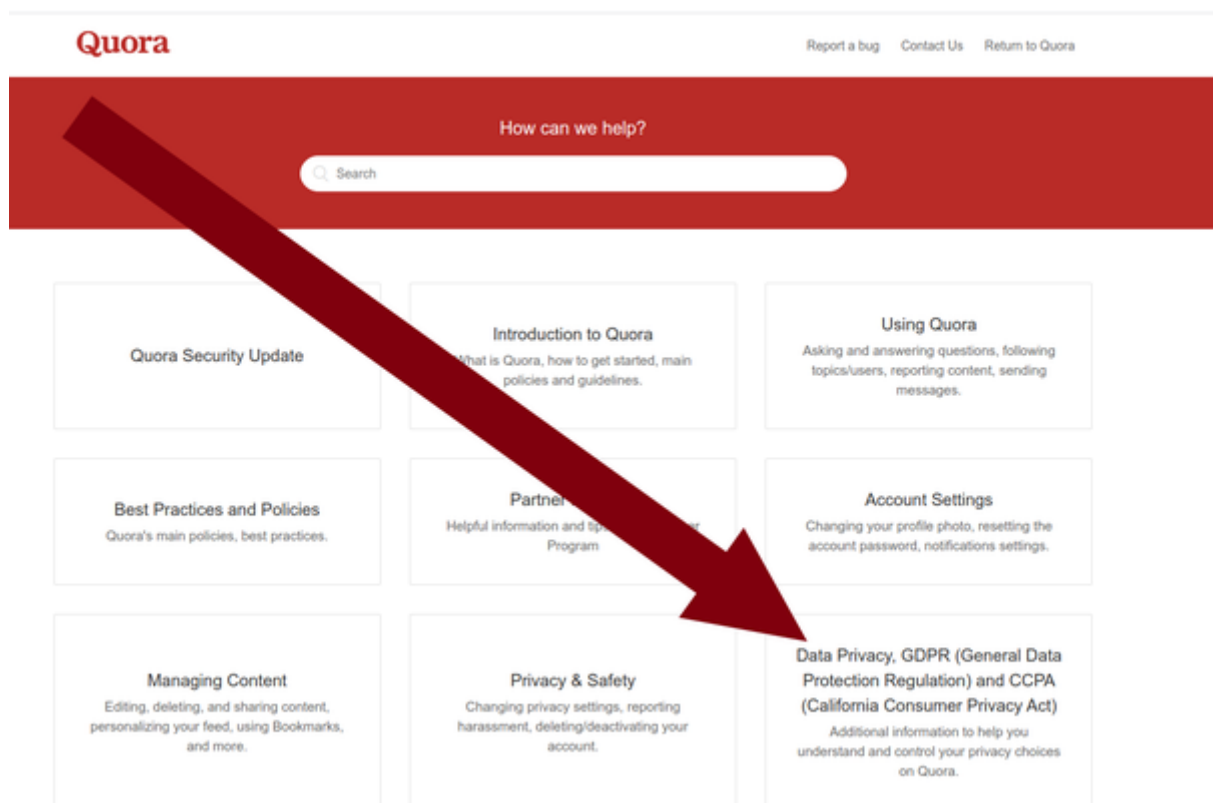 Quora
Report a bug Contact Us Return to Quora
How can we help?
Search
Quora Security Update
Introduction to Quora
What is Quora, how to get started, main
policies and guidelines.
Using Quora
Asking and answering questions, following
topics/users, reporting content, sending
messages.
Best Practices and Policies
Quora's main policies, best practices.
Partner
Helpful information and
Program
Account Settings
Changing your profile photo, resetting the
account password, notifications settings.
Managing Content
Editing, deleting, and sharing content,
personalizing your feed, using Bookmarks,
and more.
Privacy & Safety
Changing privacy settings, reporting
harassment, deleting/deactivating your
account.
Data Privacy, GDPR (General Data
Protection Regulation) and CCPA
(California Consumer Privacy Act)
Additional information to help you
understand and control your privacy choices
on Quora.